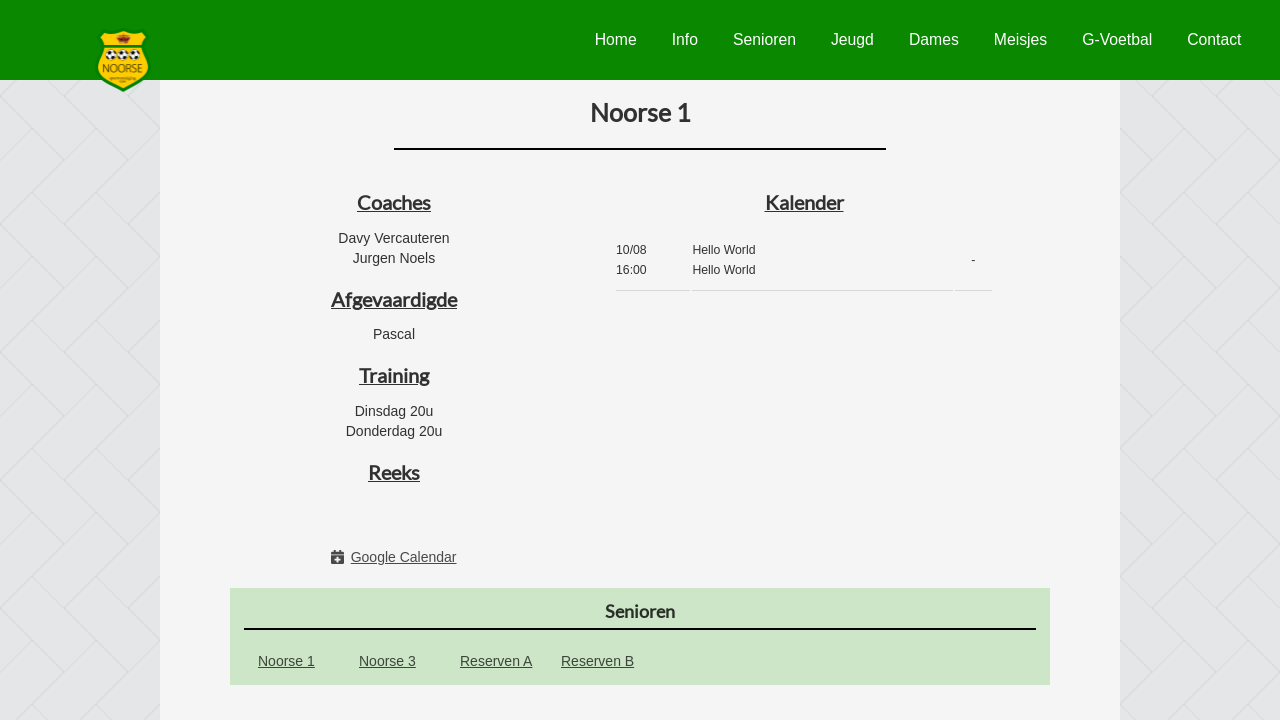 NOORSE
Home Info Senioren Jeugd Dames Meisjes G-Voetbal Contact
Noorse 1
Coaches
Davy Vercauteren
Jurgen Noels
Afgevaardigde
Pascal
Training
Dinsdag 20u
Donderdag 20u
Reeks
Google Calendar
Kalender
10/08 Hello World
-
16:00 Hello World
Senioren
Noorse 1 Noorse 3 Reserven A Reserven B